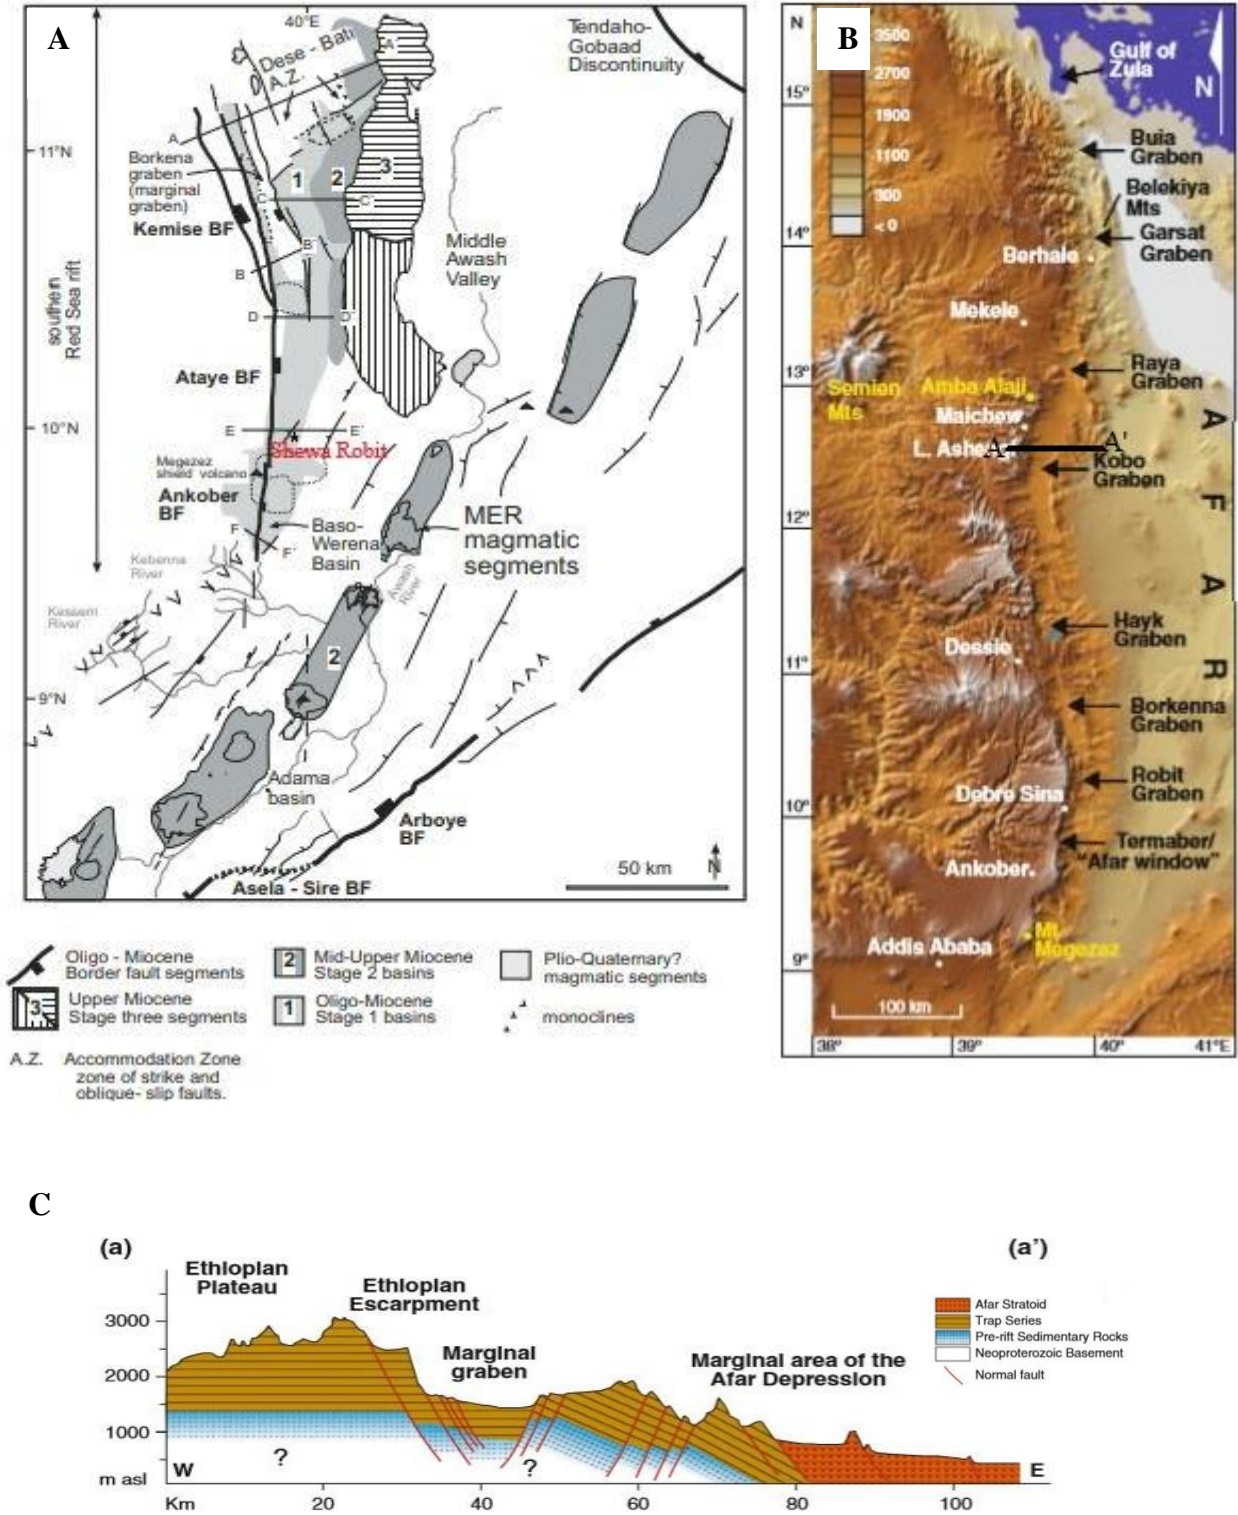 A
40°E
Dese - Bati
A.Z.
A´
Tendaho-
Gobaad
Discontinuity
A
11°N
Borkena
graben
(marginal
graben)
1
2
3
C
C´
Kemise BF
B´
B
Middle
Awash
Valley
southern
Red Sea rift
D
D´
Ataye BF
10°N
E
E´
Shewa Robit
Megezez
shield volcano
Ankober
BF
F
F´
Baso-
Werena
Basin
MER
magmatic
segments
Kebenna
River
Awash
River
Kessem
River
2
9°N
Adama
basin
Arboye
BF
50 km
N
Asela - Sire BF
Oligo - Miocene
Border fault segments
2
Mid-Upper Miocene
Stage 2 basins
Plio-Quaternary?
magmatic segments
3
Upper Miocene
Stage three segments
1
Oligo-Miocene
Stage 1 basins
monoclines
A.Z. Accommodation Zone
zone of strike and
oblique- slip faults.
B
N
3500
2700
1900
1100
300
< 0
Gulf of
Zula
N
15°
Buia
Graben
Belekiya
Mts
14°
Garsat
Graben
Berhale
Mekele
13°
Raya
Graben
Semien
Mts
Amba Alaji
Maichew
A
F
A
R
A
A'
Kobo
Graben
12°
Hayk
Graben
Dessie
11°
Borkenna
Graben
Robit
Graben
Debre Sina
10°
Termaber/
"Afar window"
Ankober
Mt
Megezez
Addis Ababa
9°
100 km
38°
39°
40°
41°E
C
(a)
(a')
Ethiopian
Plateau
Ethiopian
Escarpment
Marginal
graben
Marginal area of the
Afar Depression
Afar Stratoid
Trap Series
Pre-rift Sedimentary Rocks
Neoproterozoic Basement
Normal fault
3000
2000
1000
m asl
W
?
?
E
Km
20
40
60
80
100